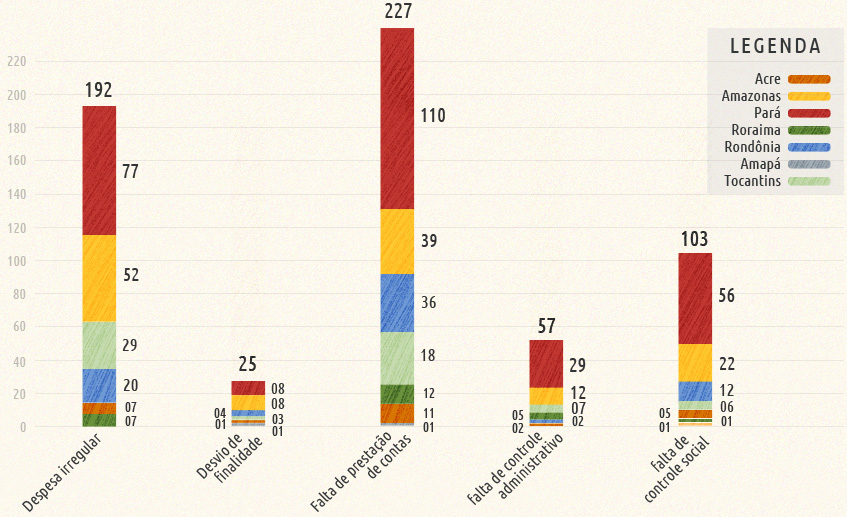 227
LEGENDA
Acre
Amazonas
Pará
Roraima
Rondônia
Amapá
Tocantins
220
200
180
160
140
120
100
80
60
40
20
0
192
77
52
29
20
07
07
25
08
08
04
03
01
01
110
39
36
18
12
11
01
57
29
12
07
05
02
02
103
56
22
12
06
05
01
01
Despesa irregular
Desvio de
finalidade
Falta de prestação
de contas
falta de controle
administrativo
falta de
controle social